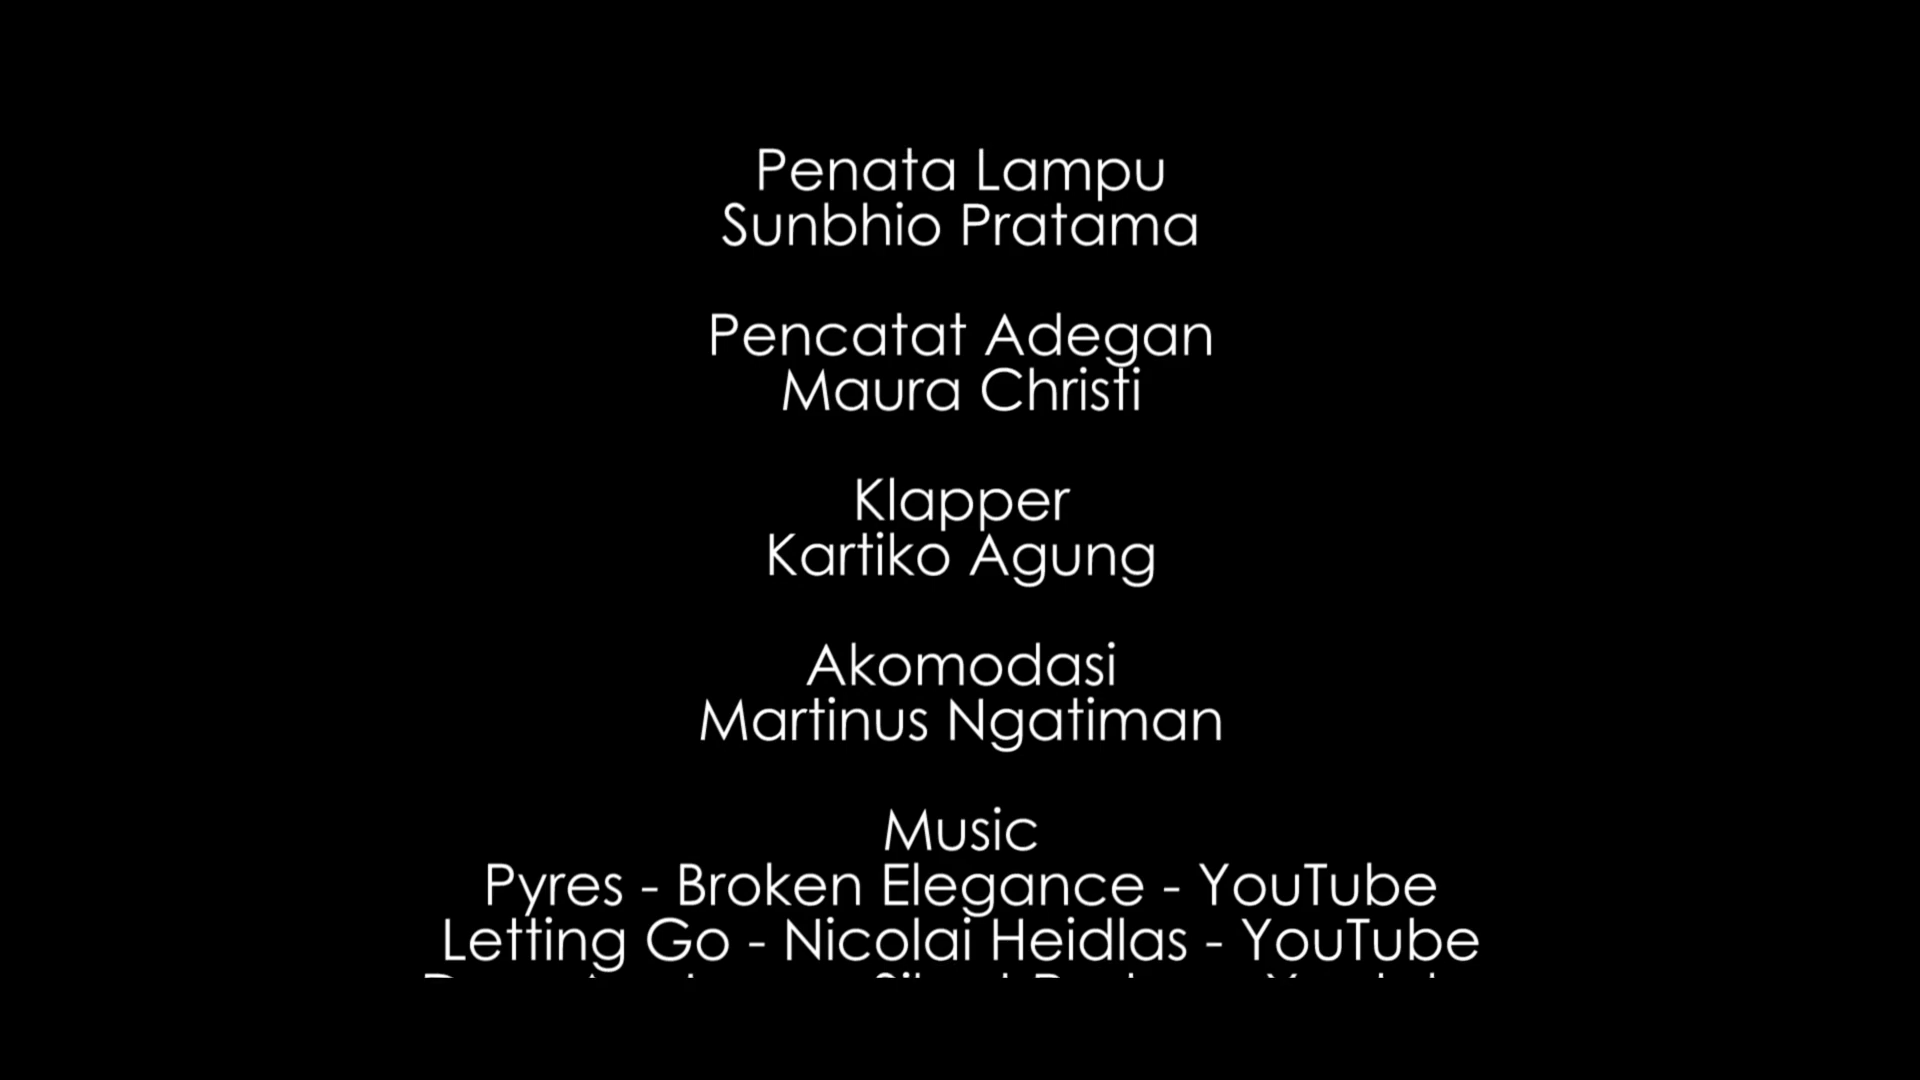 Penata Lampu
Sunbhio Pratama
Pencatat Adegan
Maura Christi
Klapper
Kartiko Agung
Akomodasi
Martinus Ngatiman
Music
Pyres - Broken Elegance - YouTube
Letting Go - Nicolai Heidlas - YouTube